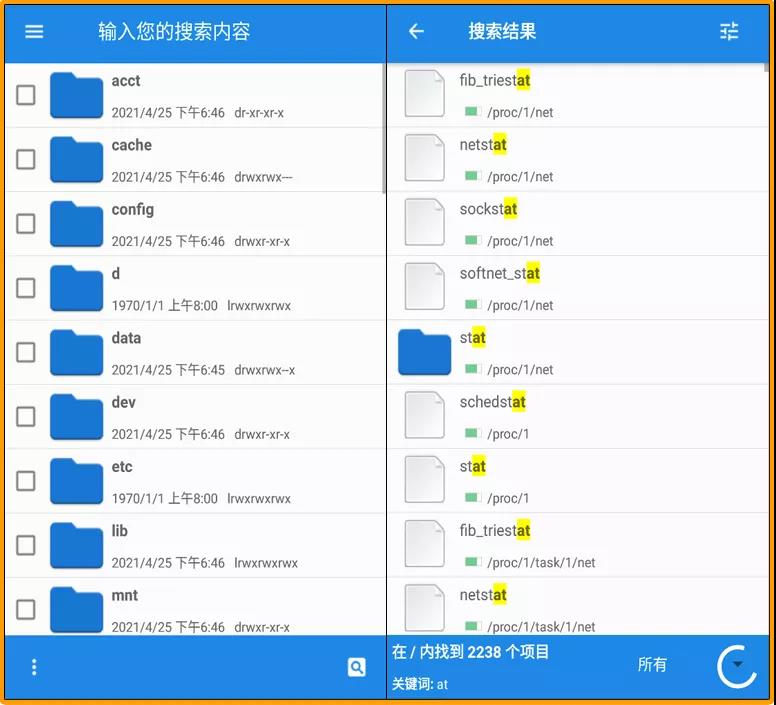 输入您的搜索内容
acct
2021/4/25 下午6:46 dr-xr-xr-x
cache
2021/4/25 下午6:46 drwxrwx---
config
2021/4/25 下午6:46 drwxr-xr-x
d
1970/1/1 上午8:00 lrwxrwxrwx
data
2021/4/25 下午6:45 drwxrwx--x
dev
2021/4/25 下午6:46 drwxr-xr-x
etc
1970/1/1 上午8:00 lrwxrwxrwx
lib
2021/4/25 下午6:46 lrwxrwxrwx
mnt
2021/4/25 下午6:46 drwxr-xr-x
搜索结果
fib_triestat
/proc/1/net
netstat
/proc/1/net
sockstat
/proc/1/net
softnet_stat
/proc/1/net
stat
/proc/1/net
schedstat
/proc/1
stat
/proc/1
fib_triestat
/proc/1/task/1/net
netstat
/proc/1/task/1/net
在 / 内找到 2238 个项目
关键词: at
所有